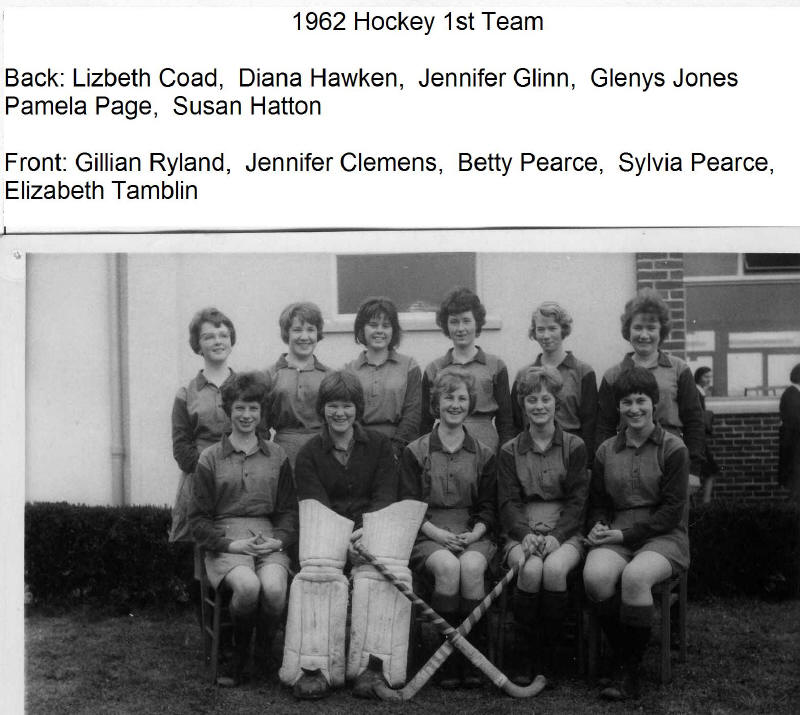 1962 Hockey 1st Team
Back: Lizbeth Coad, Diana Hawken, Jennifer Glinn, Glenys Jones
Pamela Page, Susan Hatton
Front: Gillian Ryland, Jennifer Clemens, Betty Pearce, Sylvia Pearce,
Elizabeth Tamblin